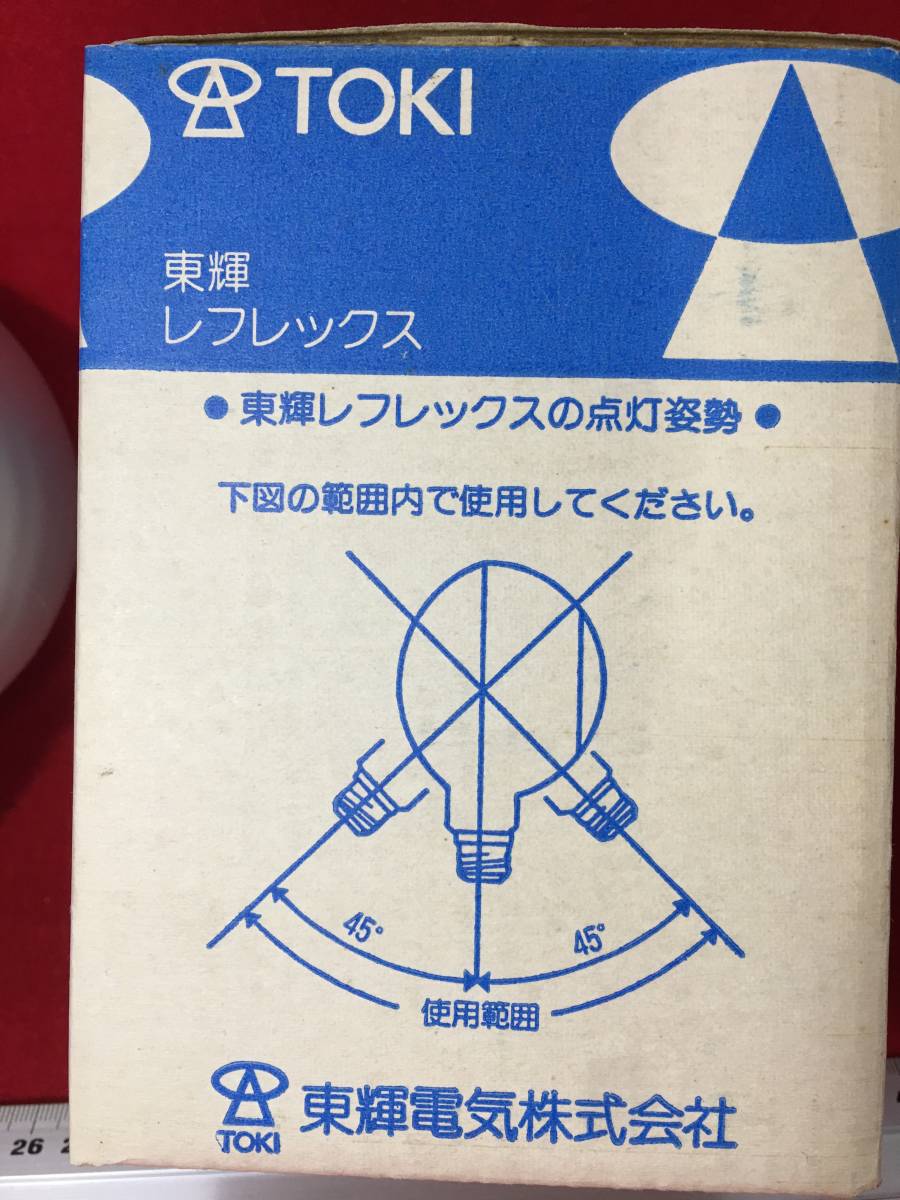 TOKI
東輝
レフレックス
●東輝レフレックスの点灯姿勢●
下図の範囲内で使用してください。
45° 45°
使用範囲
TOKI 東輝電気株式会社
26 2